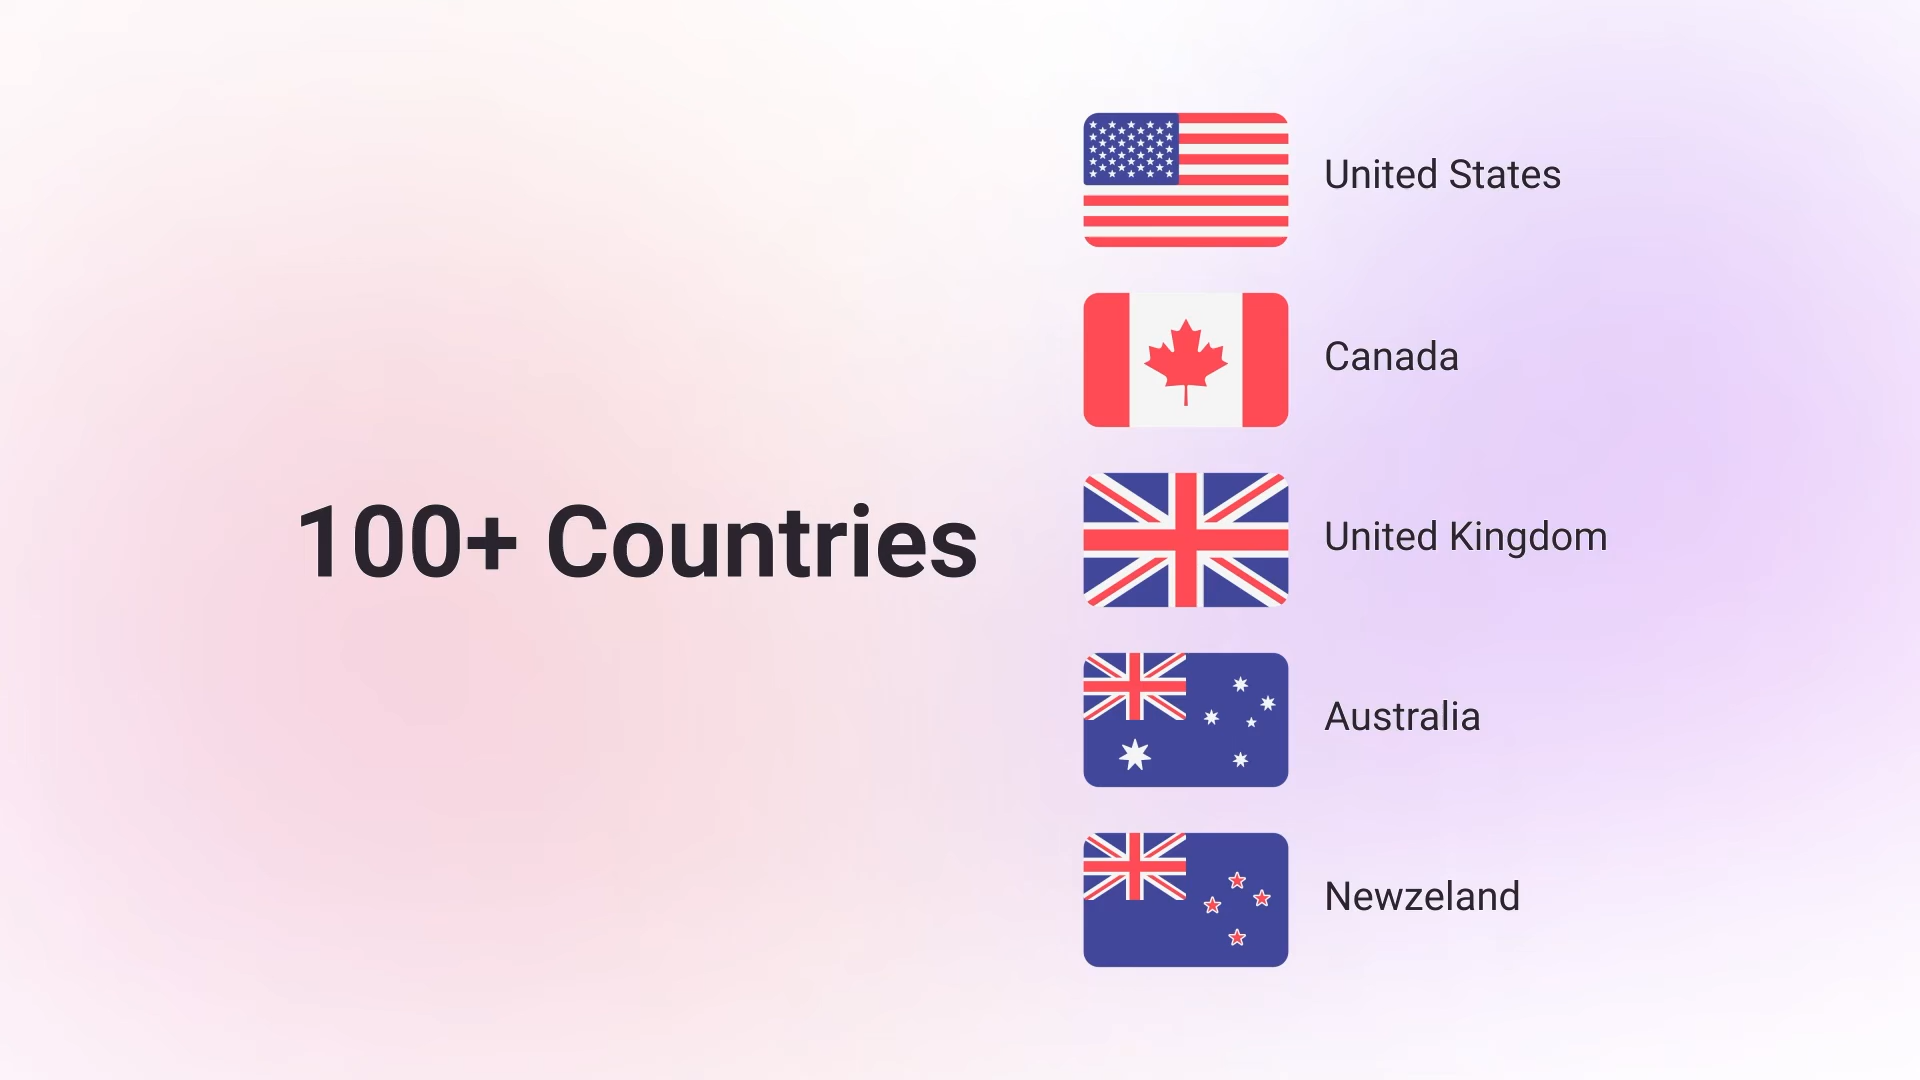 100+ Countries
United States
Canada
United Kingdom
Australia
Newzeland